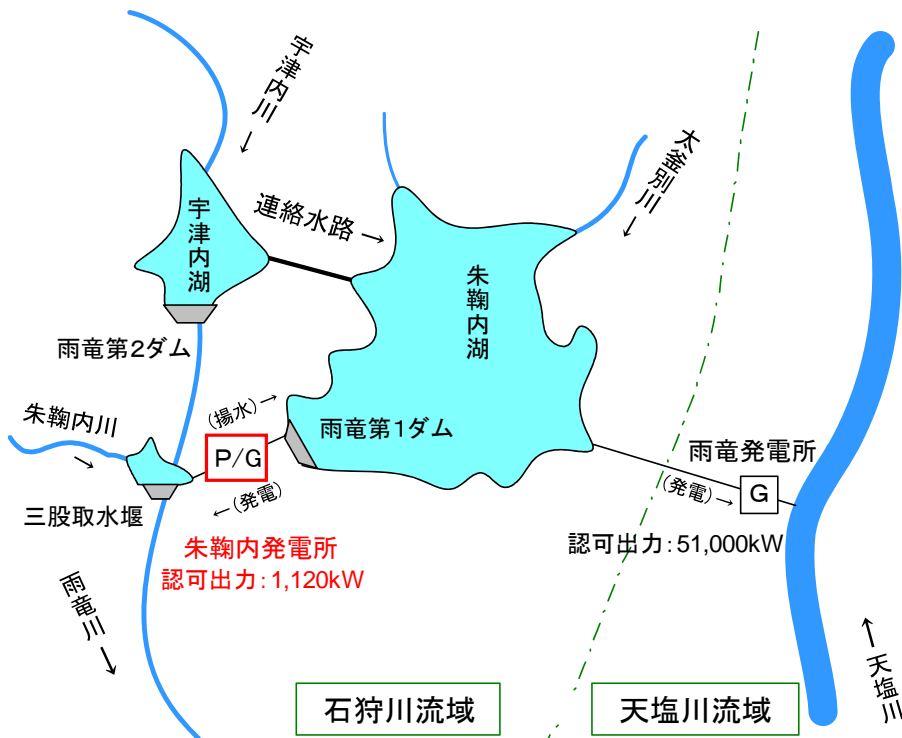 宇津内川
↓
太釜別川
↓
連絡水路
→
宇津内湖
朱鞠内湖
雨竜第2ダム
(揚水)→
雨竜第1ダム
朱鞠内川
→
P/G
雨竜発電所
(発電)→
G
←(発電)
三股取水堰
朱鞠内発電所
認可出力:1,120kW
認可出力:51,000kW
雨竜川
↓
←天塩川
石狩川流域
天塩川流域